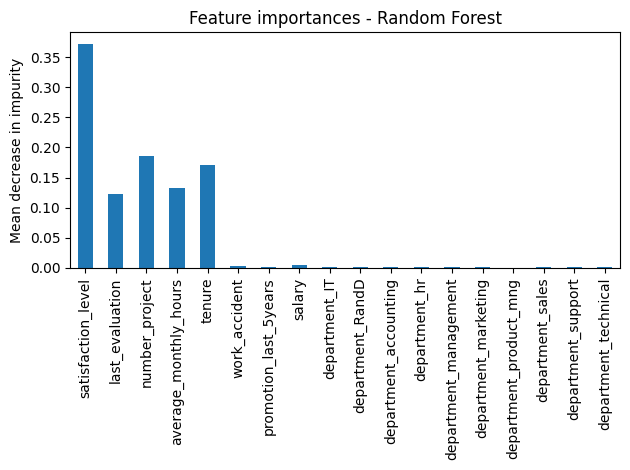 Feature importances - Random Forest
Mean decrease in impurity
0.35
0.30
0.25
0.20
0.15
0.10
0.05
0.00
satisfaction_level
last_evaluation
number_project
average_monthly_hours
tenure
work_accident
promotion_last_5years
salary
department_IT
department_RandD
department_accounting
department_hr
department_management
department_marketing
department_product_mng
department_sales
department_support
department_technical